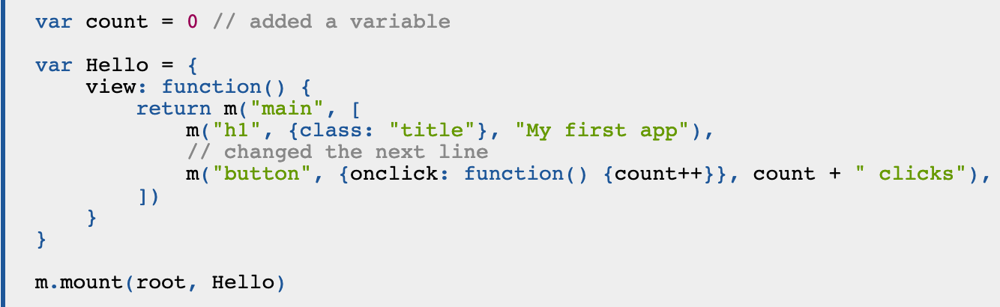 var count = 0 // added a variable

var Hello = {
    view: function() {
        return m("main", [
            m("h1", {class: "title"}, "My first app"),
            // changed the next line
            m("button", {onclick: function() {count++}}, count + " clicks"),
        ])
    }
}

m.mount(root, Hello)